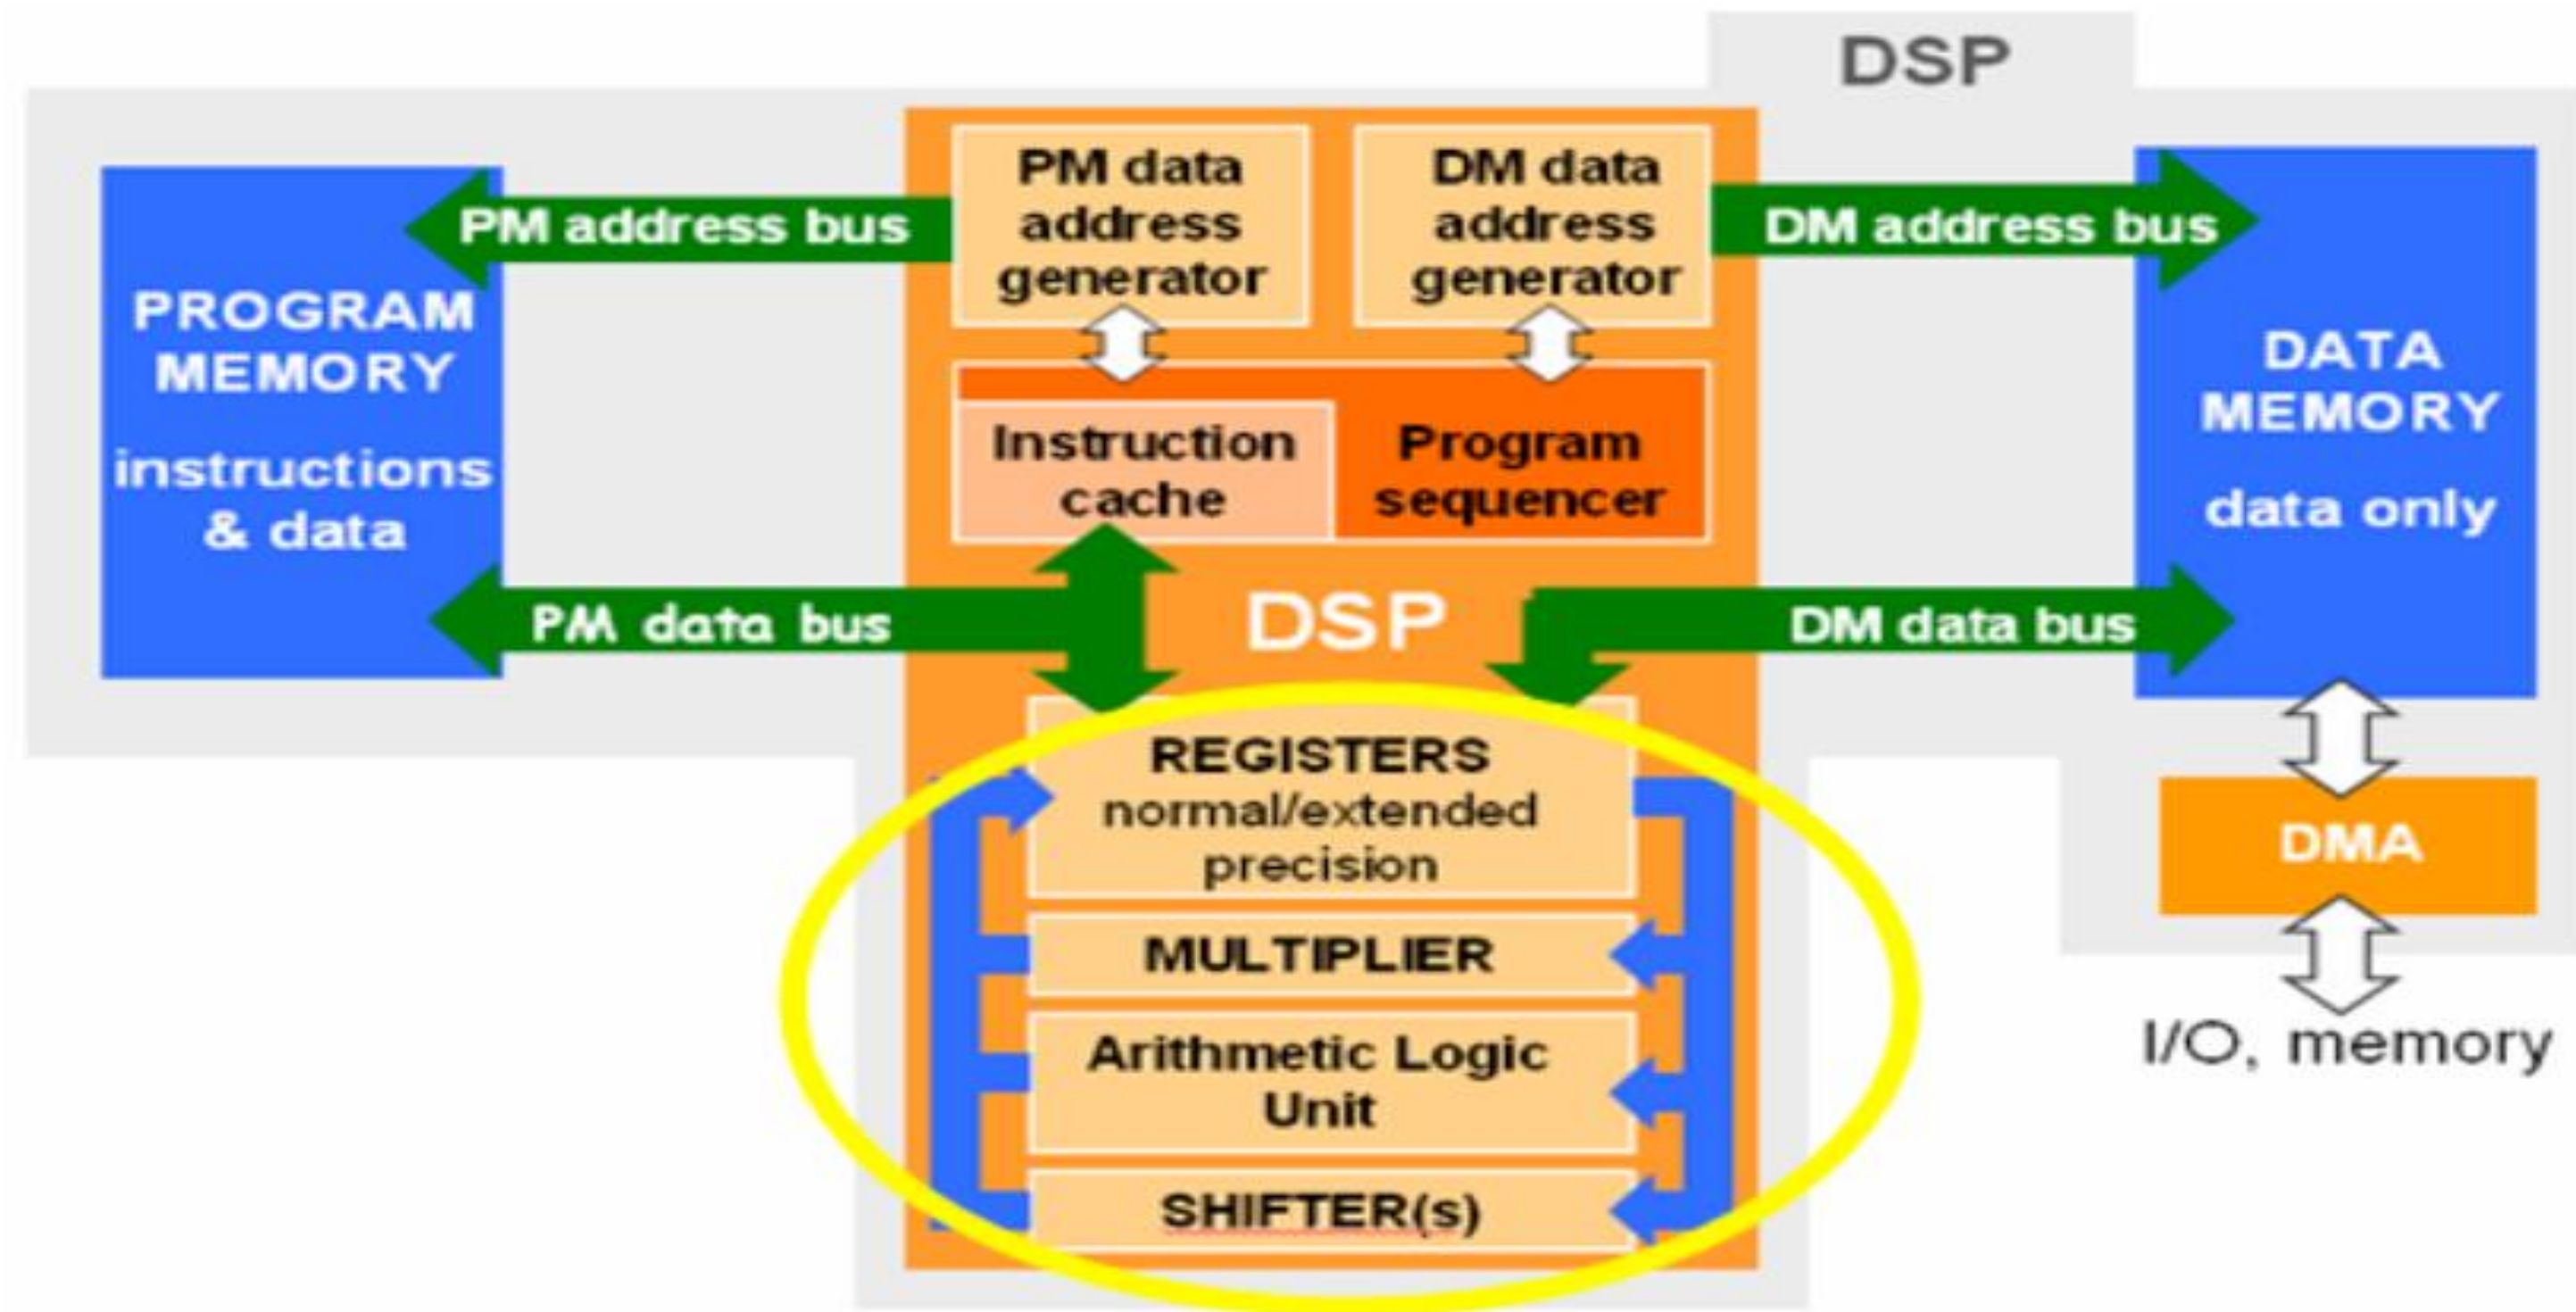 DSP
PM address bus
PM data
address
generator
DM data
address
generator
DM address bus
PROGRAM
MEMORY
instructions
& data
Instruction
cache
Program
sequencer
DATA
MEMORY
data only
PM data bus
DSP
DM data bus
REGISTERS
normal/extended
precision
MULTIPLIER
Arithmetic Logic
Unit
SHIFTER(s)
DMA
I/O, memory